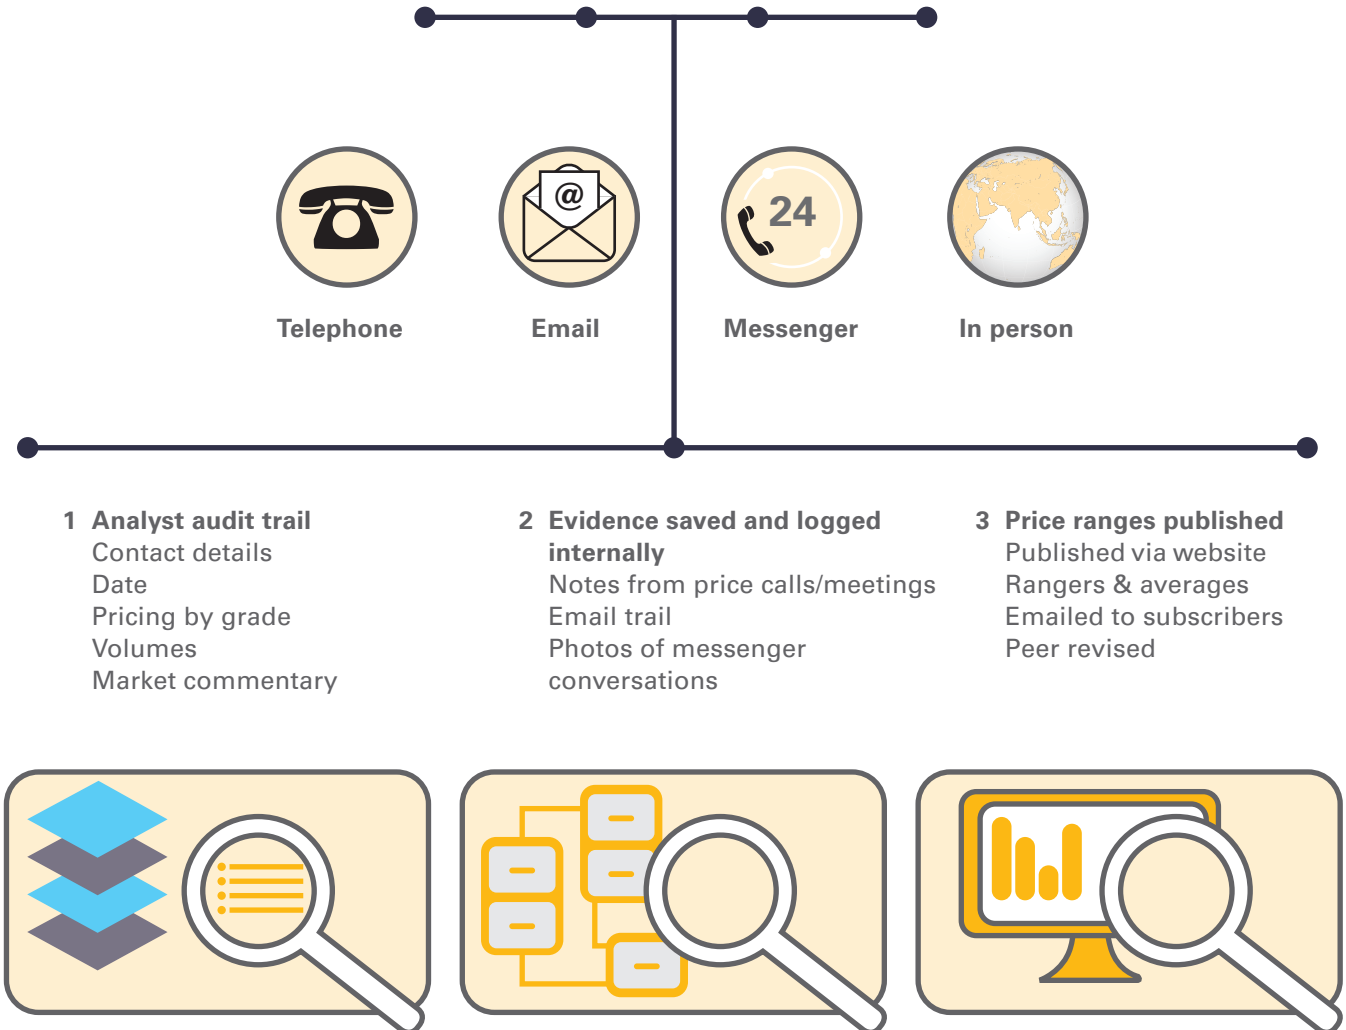 @
24
Telephone
Email
Messenger
In person
1 Analyst audit trail
Contact details
Date
Pricing by grade
Volumes
Market commentary
2 Evidence saved and logged
internally
Notes from price calls/meetings
Email trail
Photos of messenger
conversations
3 Price ranges published
Published via website
Rangers & averages
Emailed to subscribers
Peer revised